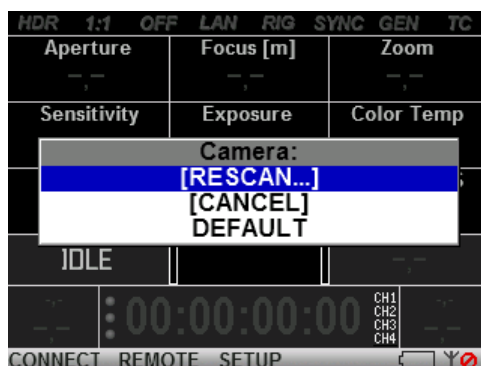 HDR 1:1 OFF LAN RIG SYNC GEN TC
Aperture Focus [m] Zoom
-,- -,- -,-
Sensitivity Exposure Color Temp
Camera:
[RESCAN...]
[CANCEL]
DEFAULT
IDLE -,-
-,- 00:00:00:00 CH1 -,-
CH2
-,- CH3 -,-
CH4
CONNECT REMOTE SETUP